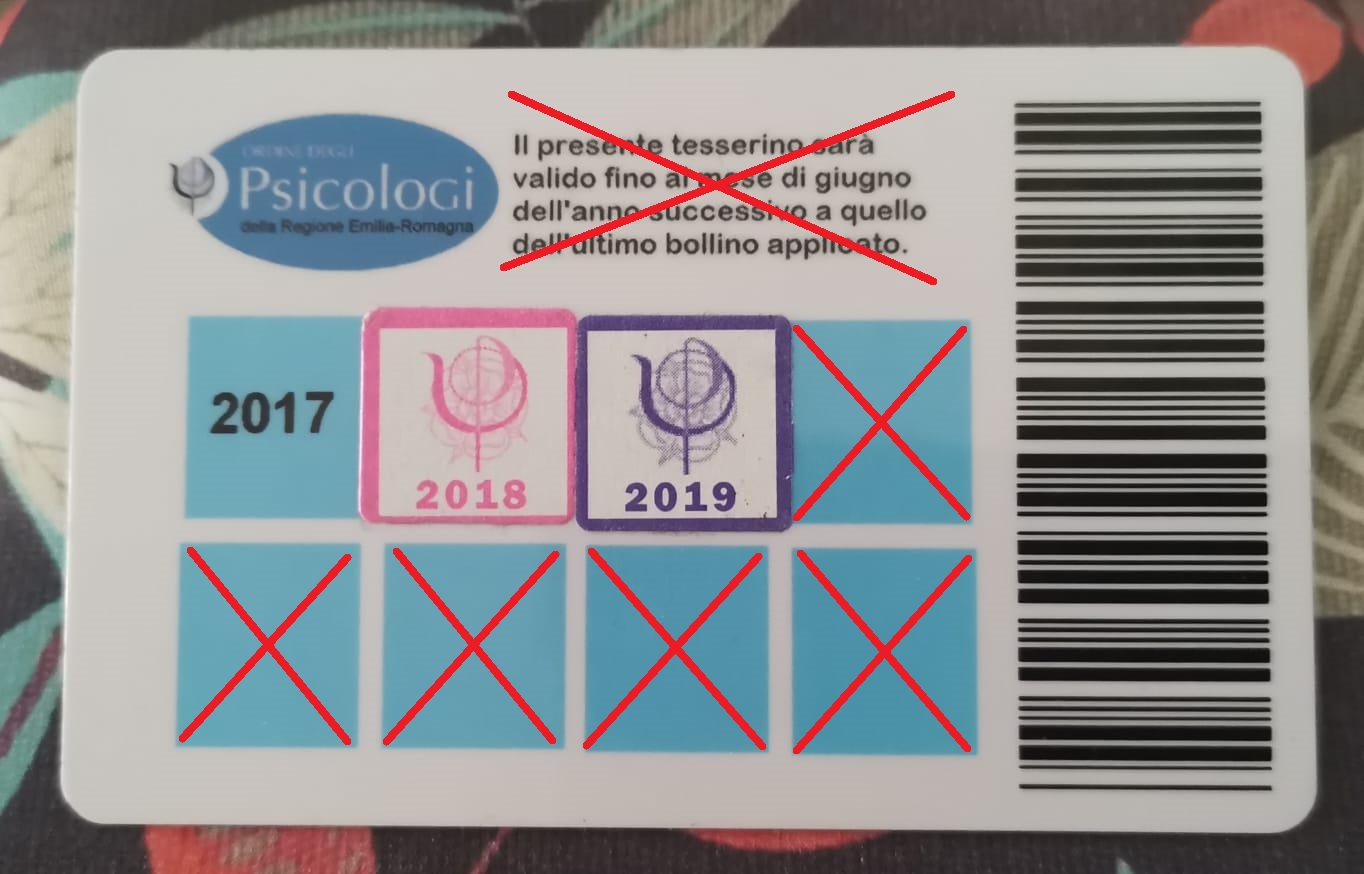 ORDINE DEGLI
Psicologi
della Regione Emilia-Romagna
Il presente tesserino sarà
valido fino al mese di giugno
dell'anno successivo a quello
dell'ultimo bollino applicato.
2017
2018
2019